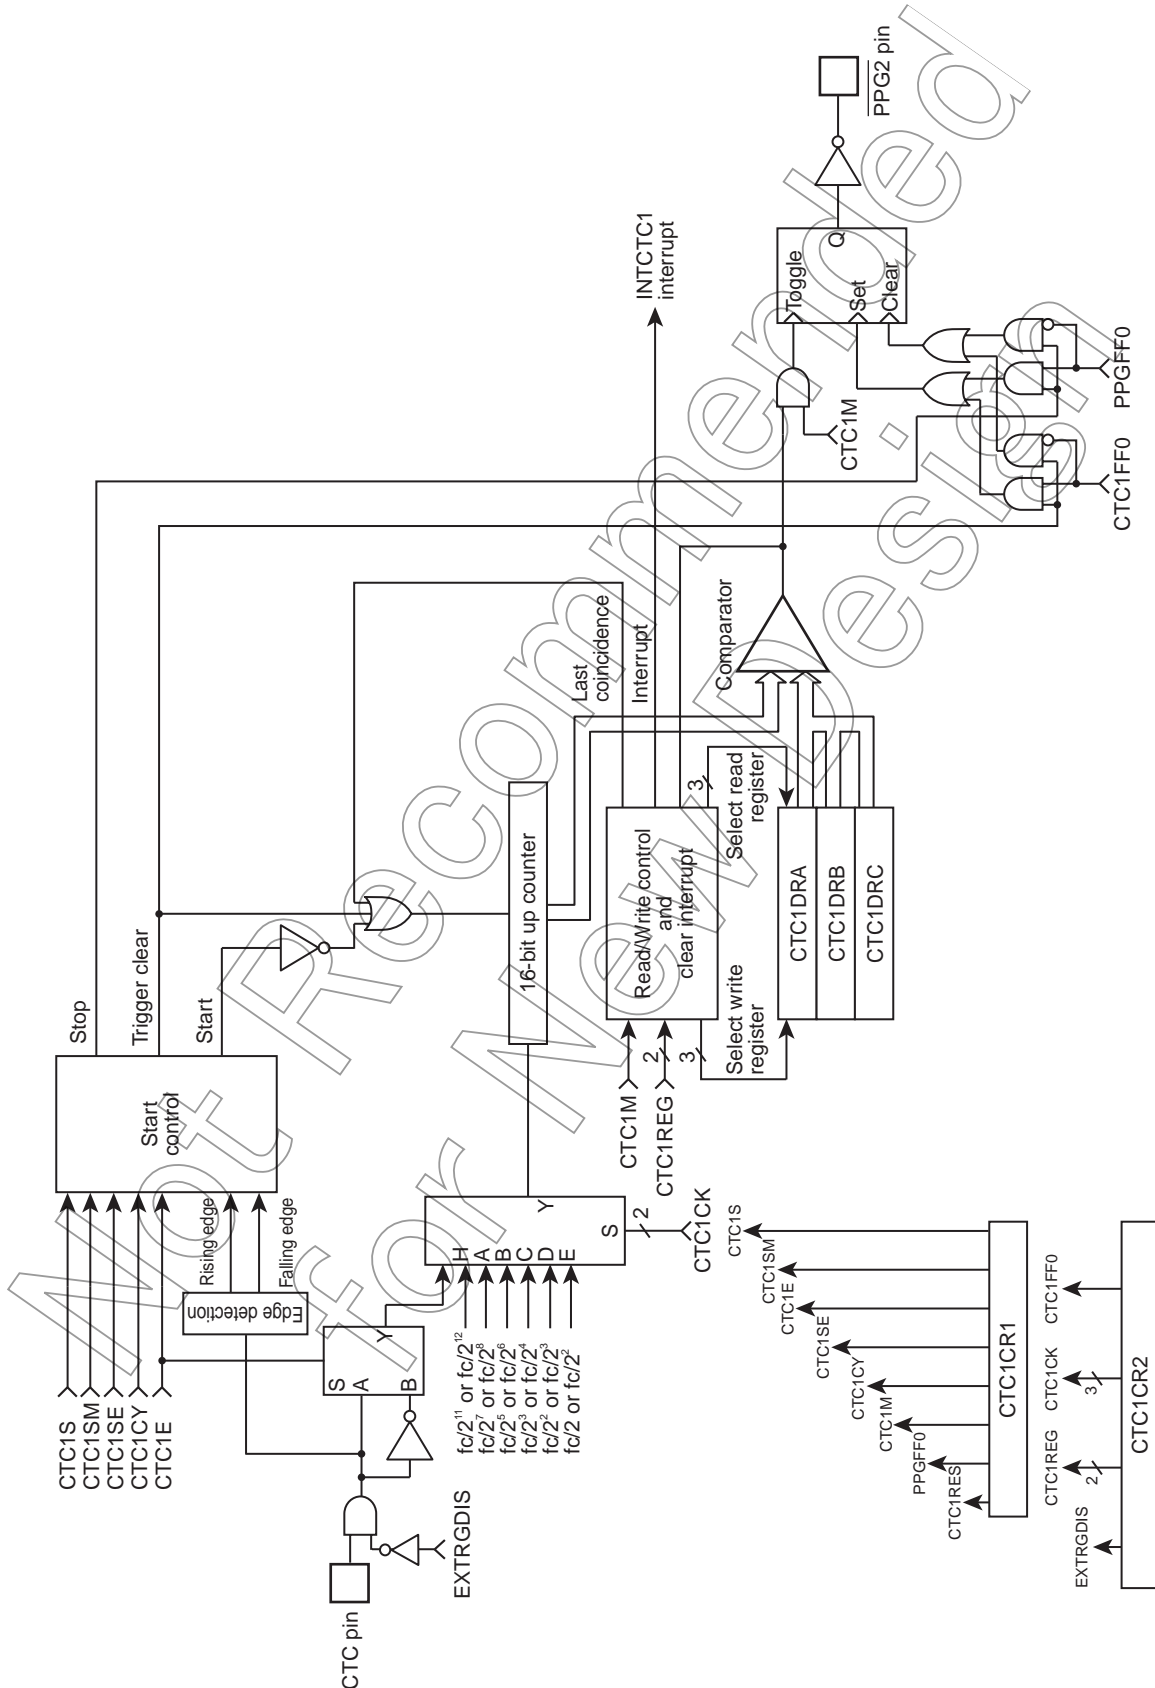 CTC1S
CTC1SM
CTC1SE
CTC1CY
CTC1E
Start
control
Stop
Trigger clear
Start
Rising edge
Falling edge
Edge detection
CTC pin
EXTRGDIS
S
A
B
Y
H
A
B
C
D
E
Y
S
2
CTC1CK
fc/2¹¹ or fc/2¹²
fc/2⁷ or fc/2⁸
fc/2⁵ or fc/2⁶
fc/2³ or fc/2⁴
fc/2² or fc/2³
fc/2 or fc/2²
16-bit up counter
Last
coincidence
Interrupt
INTCTC1
interrupt
Read/Write control
and
clear interrupt
CTC1M
CTC1REG
2
3
Select write
register
3
Select read
register
CTC1DRA
CTC1DRB
CTC1DRC
Comparator
CTC1M
Toggle
Set
Clear
Q
PPG2 pin
CTC1FF0
PPGFF0
CTC1S
CTC1SM
CTC1E
CTC1SE
CTC1CY
CTC1M
PPGFF0
CTC1RES
CTC1CR1
CTC1FF0
CTC1CK
3
CTC1REG
2
EXTRGDIS
CTC1CR2
Not Recommended
for New Design